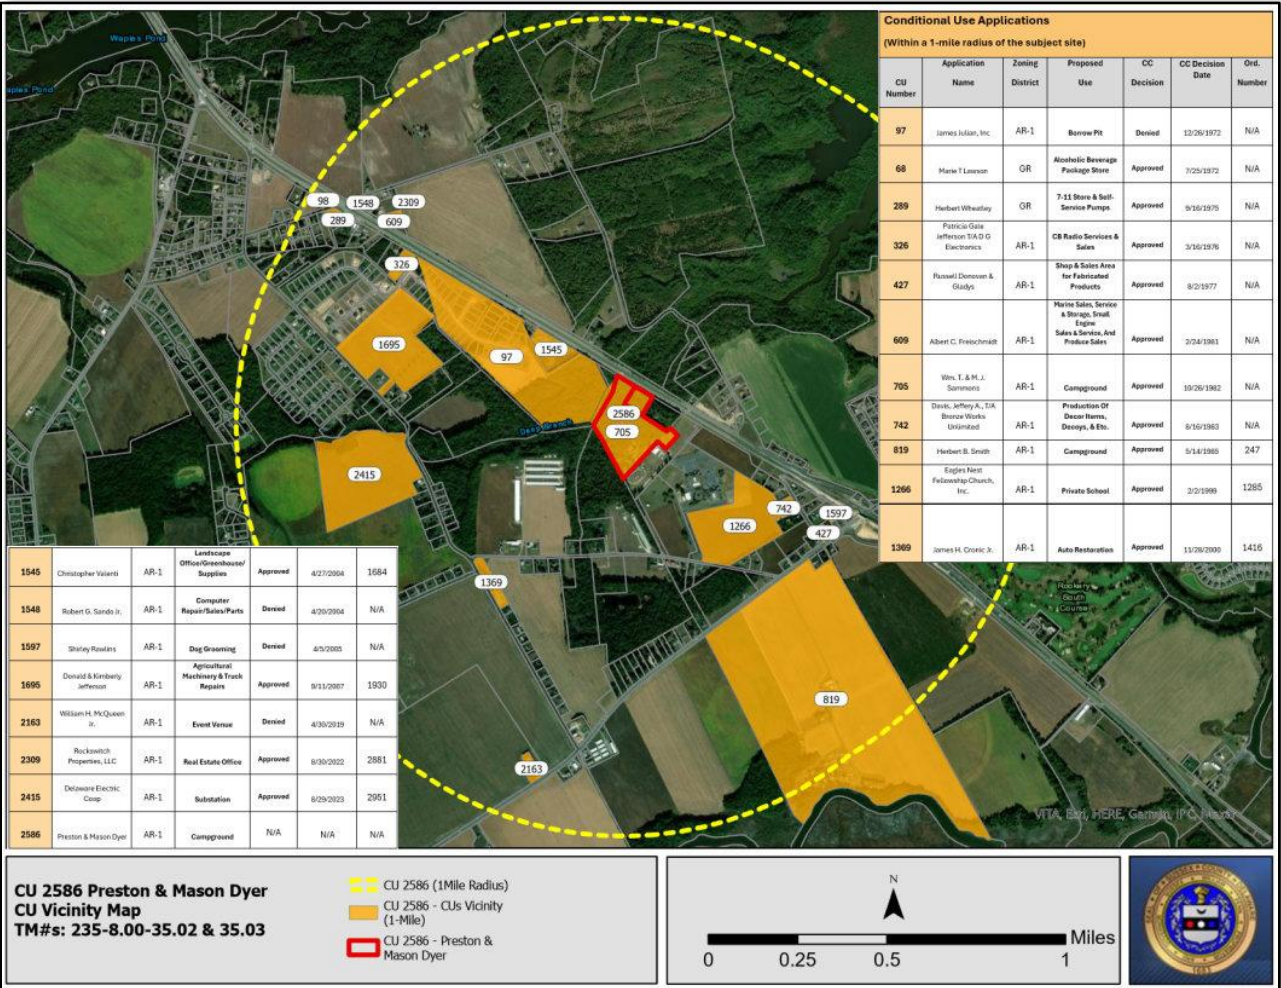 Conditional Use Applications
(Within a 1-mile radius of the subject site)
CU Number Application Name Zoning District Proposed Use CC Decision CC Decision Date Ord. Number
97 James Julian, Inc AR-1 Borrow Pit Denied 12/26/1972 N/A
68 Marie T Lawson GR Alcoholic Beverage Package Store Approved 7/25/1972 N/A
289 Herbert Wheatley GR 7-11 Store & Self-Service Pumps Approved 9/16/1975 N/A
326 Patricia Gale Jefferson T/A D G Electronics AR-1 CB Radio Services & Sales Approved 3/16/1976 N/A
427 Russell Donovan & Gladys AR-1 Shop & Sales Area for Fabricated Products Approved 8/2/1977 N/A
609 Albert C. Freischmidt AR-1 Marine Sales, Service & Storage, Small Engine Sales & Service, And Produce Sales Approved 2/24/1981 N/A
705 Wm. T. & M. J. Sammons AR-1 Campground Approved 10/26/1982 N/A
742 Davis, Jeffery A., T/A Bronze Works Unlimited AR-1 Production Of Decor Items, Decoys, & Etc. Approved 8/16/1983 N/A
819 Herbert B. Smith AR-1 Campground Approved 5/14/1985 247
1266 Eagles Nest Fellowship Church, Inc. AR-1 Private School Approved 2/2/1999 1285
1369 James H. Cronic Jr. AR-1 Auto Restoration Approved 11/28/2000 1416
1545 Christopher Valenti AR-1 Landscape Office/Greenhouse/ Supplies Approved 4/27/2004 1684
1548 Robert G. Sando Jr. AR-1 Computer Repair/Sales/Parts Denied 4/20/2004 N/A
1597 Shirley Rawlins AR-1 Dog Grooming Denied 4/5/2005 N/A
1695 Donald & Kimberly Jefferson AR-1 Agricultural Machinery & Truck Repairs Approved 9/11/2007 1930
2163 William H. McQueen Jr. AR-1 Event Venue Denied 4/30/2019 N/A
2309 Rockswitch Properties, LLC AR-1 Real Estate Office Approved 8/30/2022 2881
2415 Delaware Electric Coop AR-1 Substation Approved 8/29/2023 2951
2586 Preston & Mason Dyer AR-1 Campground N/A N/A N/A
Waples Pond
aples Pond
98
1548
2309
289
609
326
1695
97
1545
2586
705
Deep Branch
2415
742
1597
1266
427
1369
Rookery South Course
819
2163
VITA, Esri, HERE, Garmin, IPC, Maxar
CU 2586 Preston & Mason Dyer
CU Vicinity Map
TM#s: 235-8.00-35.02 & 35.03
CU 2586 (1Mile Radius)
CU 2586 - CUs Vicinity
(1-Mile)
CU 2586 - Preston &
Mason Dyer
N
Miles
0 0.25 0.5 1
SEAL OF SUSSEX COUNTY DELAWARE
1683